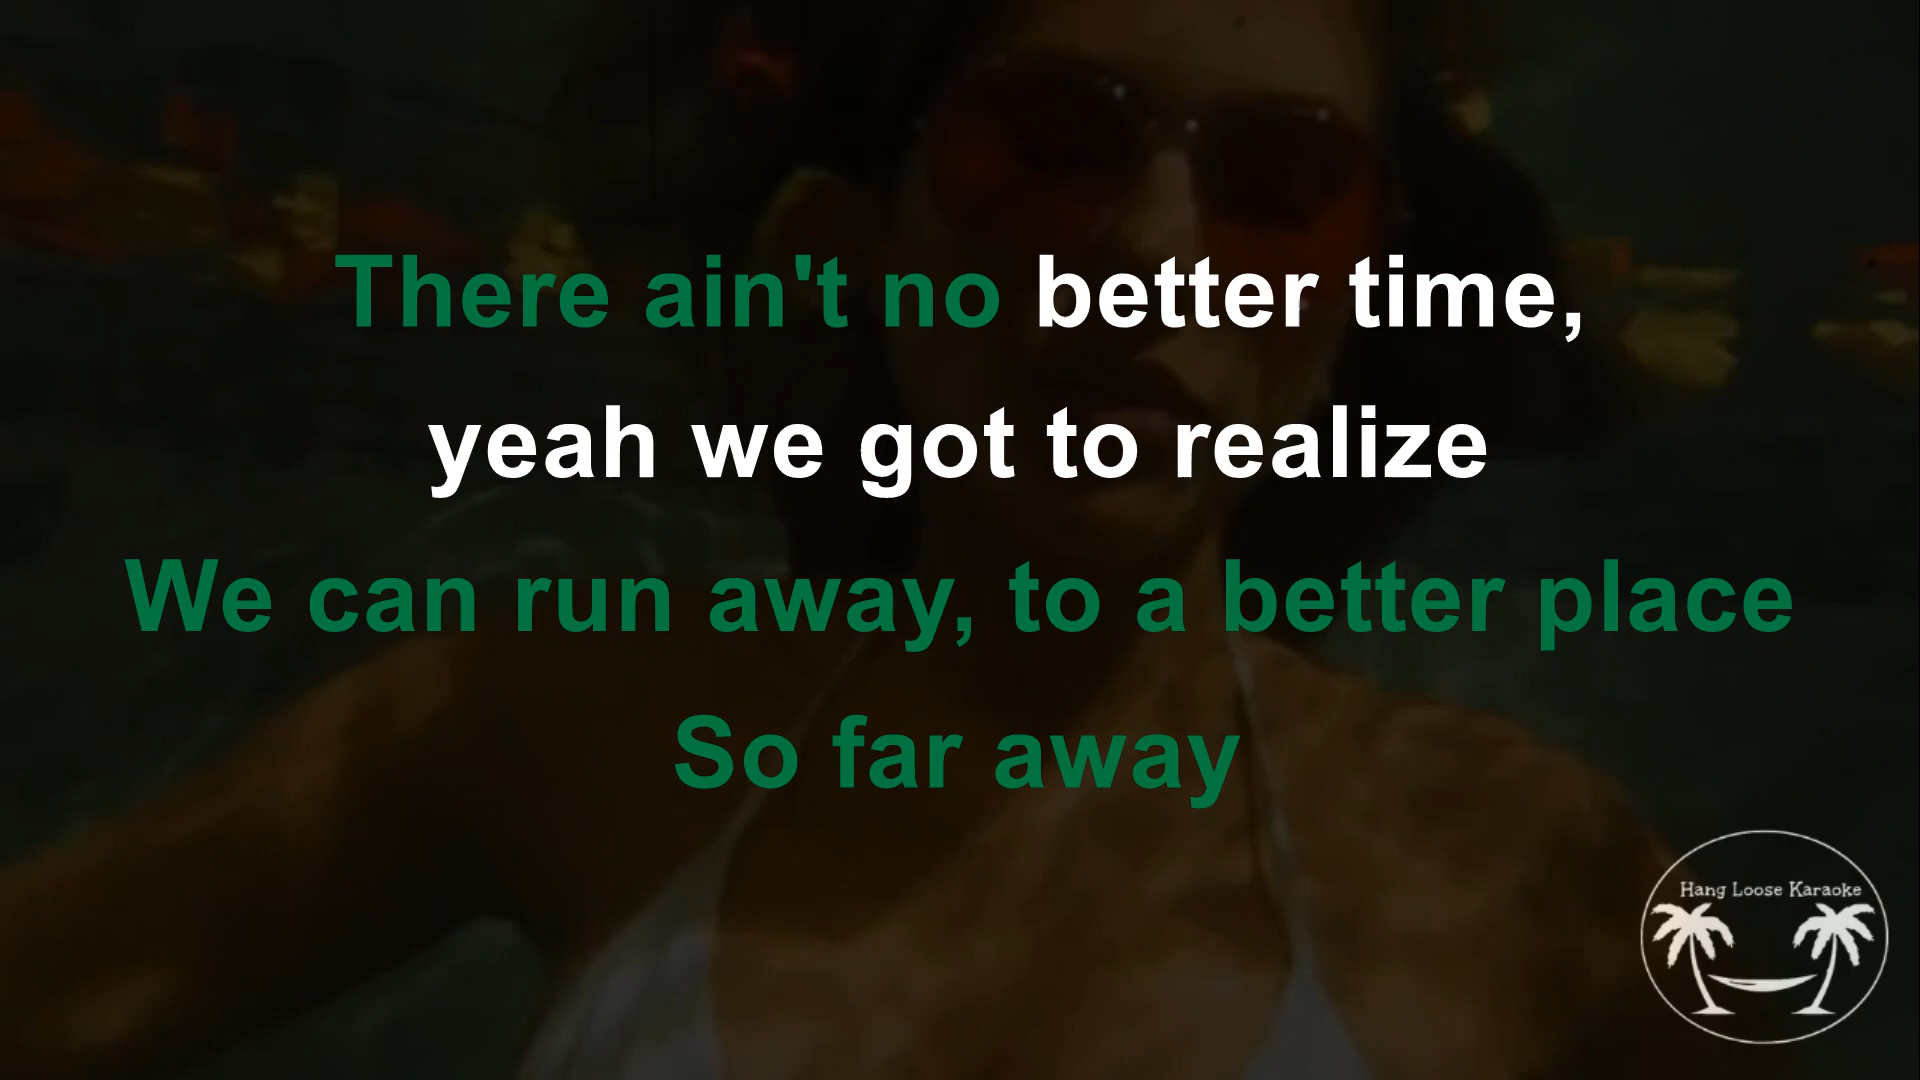 There ain't no better time,
yeah we got to realize
We can run away, to a better place
So far away
Hang Loose Karaoke